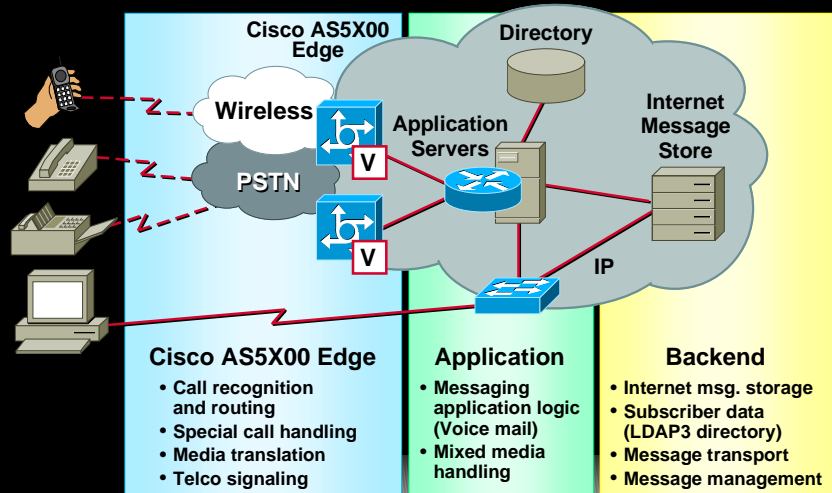 Cisco AS5X00
Edge
Directory
Wireless
Application
Servers
Internet
Message
Store
PSTN
V
V
IP
Cisco AS5X00 Edge
• Call recognition
and routing
• Special call handling
• Media translation
• Telco signaling
Application
• Messaging
application logic
(Voice mail)
• Mixed media
handling
Backend
• Internet msg. storage
• Subscriber data
(LDAP3 directory)
• Message transport
• Message management